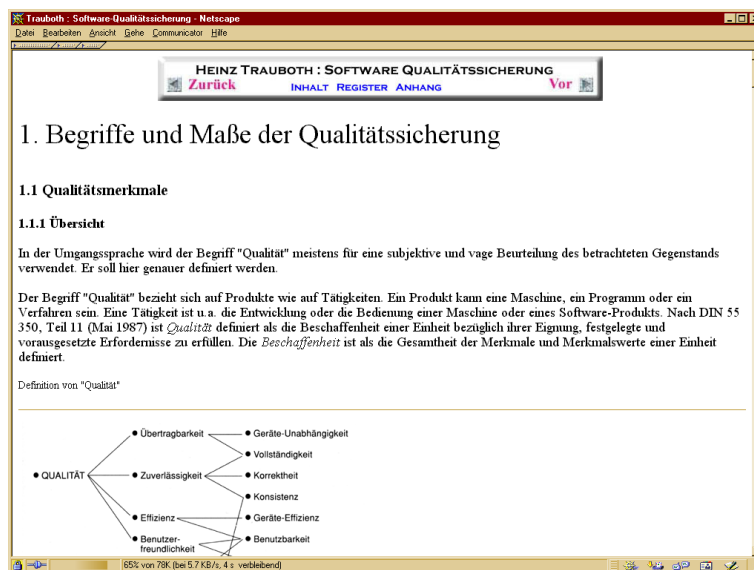 Trauboth : Software-Qualitätssicherung - Netscape
Datei Bearbeiten Ansicht Gehe Communicator Hilfe
HEINZ TRAUBOTH : SOFTWARE QUALITÄTSSICHERUNG
Zurück INHALT REGISTER ANHANG Vor
1. Begriffe und Maße der Qualitätssicherung
1.1 Qualitätsmerkmale
1.1.1 Übersicht
In der Umgangssprache wird der Begriff "Qualität" meistens für eine subjektive und vage Beurteilung des betrachteten Gegenstands
verwendet. Er soll hier genauer definiert werden.
Der Begriff "Qualität" bezieht sich auf Produkte wie auf Tätigkeiten. Ein Produkt kann eine Maschine, ein Programm oder ein
Verfahren sein. Eine Tätigkeit ist u.a. die Entwicklung oder die Bedienung einer Maschine oder eines Software-Produkts. Nach DIN 55
350, Teil 11 (Mai 1987) ist Qualität definiert als die Beschaffenheit einer Einheit bezüglich ihrer Eignung, festgelegte und
vorausgesetzte Erfordernisse zu erfüllen. Die Beschaffenheit ist als die Gesamtheit der Merkmale und Merkmalswerte einer Einheit
definiert.
Definition von "Qualität"
Übertragbarkeit Geräte-Unabhängigkeit
Vollständigkeit
QUALITÄT Zuverlässigkeit Korrektheit
Konsistenz
Effizienz Geräte-Effizienz
Benutzer- Benutzbarkeit
freundlichkeit
65% von 78K (bei 5.7 KB/s, 4 s verbleibend)